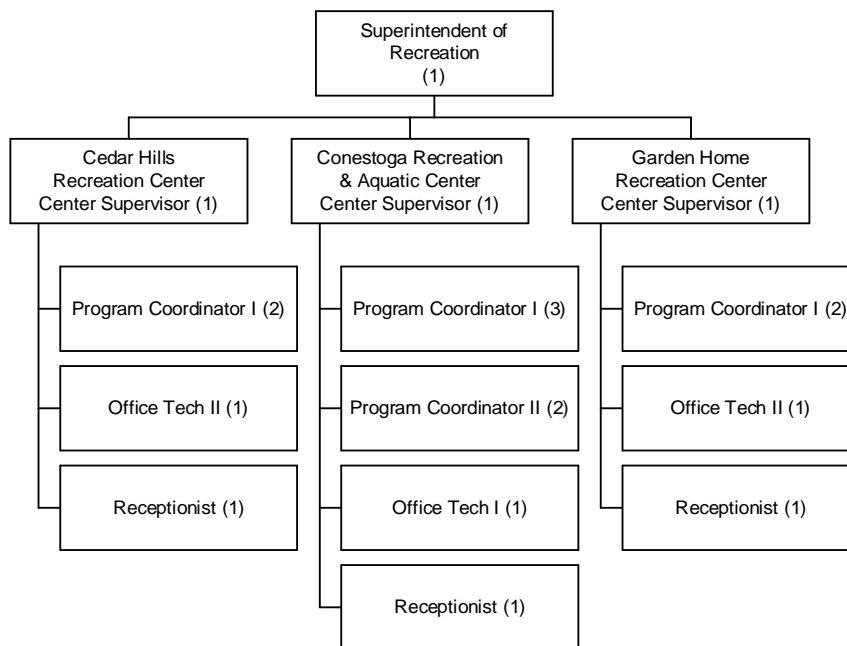 Superintendent of
Recreation
(1)
Cedar Hills
Recreation Center
Center Supervisor (1)
Program Coordinator I (2)
Office Tech II (1)
Receptionist (1)
Conestoga Recreation
& Aquatic Center
Center Supervisor (1)
Program Coordinator I (3)
Program Coordinator II (2)
Office Tech I (1)
Receptionist (1)
Garden Home
Recreation Center
Center Supervisor (1)
Program Coordinator I (2)
Office Tech II (1)
Receptionist (1)